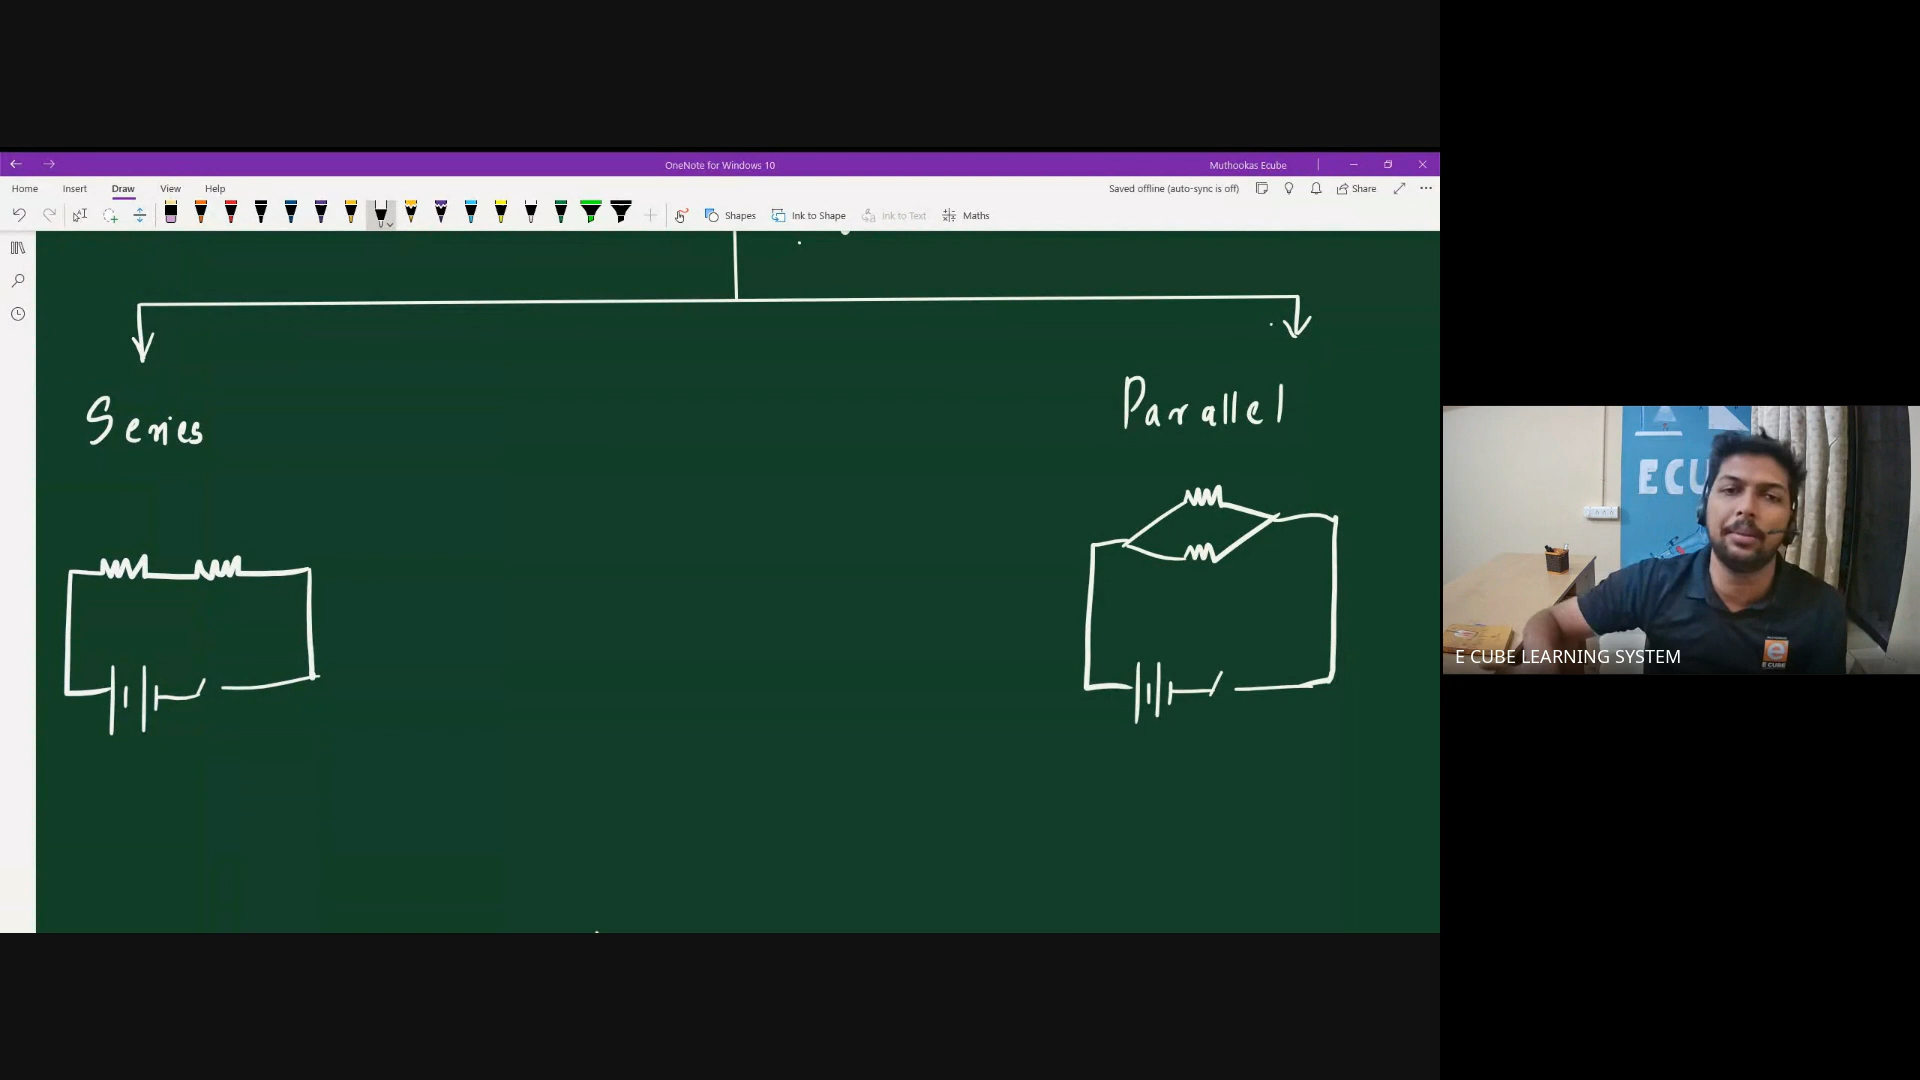 OneNote for Windows 10
Muthookas Ecube
Home Insert Draw View Help
Saved offline (auto-sync is off)
Share
Shapes
Ink to Shape
Ink to Text
Maths
Series
Parallel
ECU
e
E CUBE
E CUBE LEARNING SYSTEM